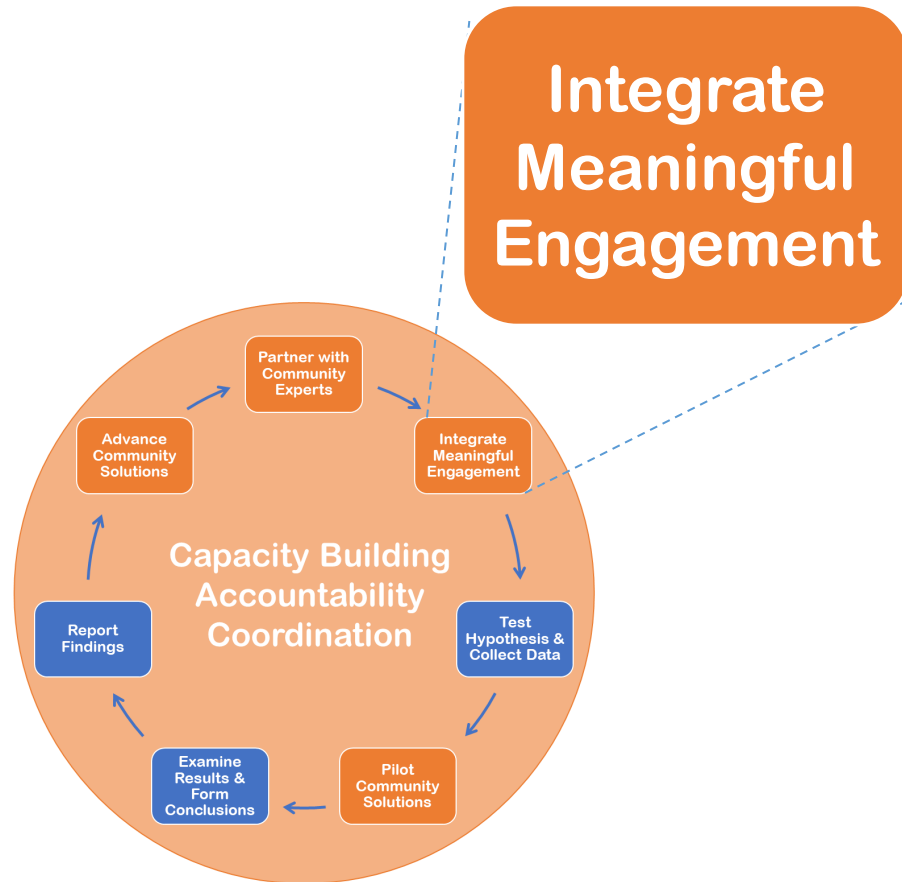 Integrate
Meaningful
Engagement
Partner with
Community
Experts
Integrate
Meaningful
Engagement
Test
Hypothesis &
Collect Data
Pilot
Community
Solutions
Examine
Results &
Form
Conclusions
Report
Findings
Advance
Community
Solutions
Capacity Building
Accountability
Coordination